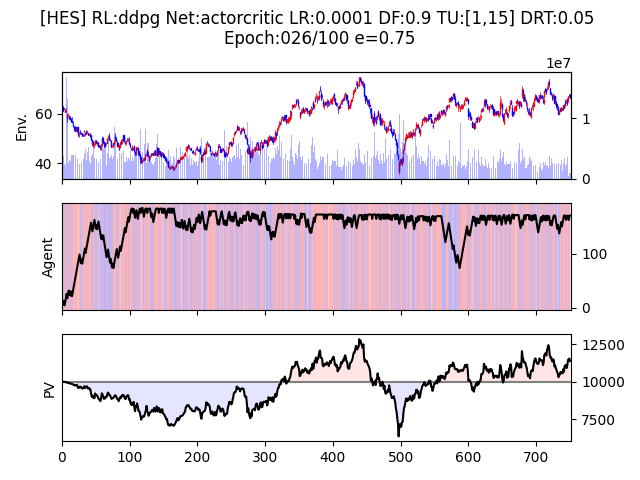 [HES] RL:ddpg Net:actorcritic LR:0.0001 DF:0.9 TU:[1,15] DRT:0.05
Epoch:026/100 e=0.75
1e7
Env.
60
40
1
0
Agent
100
0
PV
12500
10000
7500
0 100 200 300 400 500 600 700